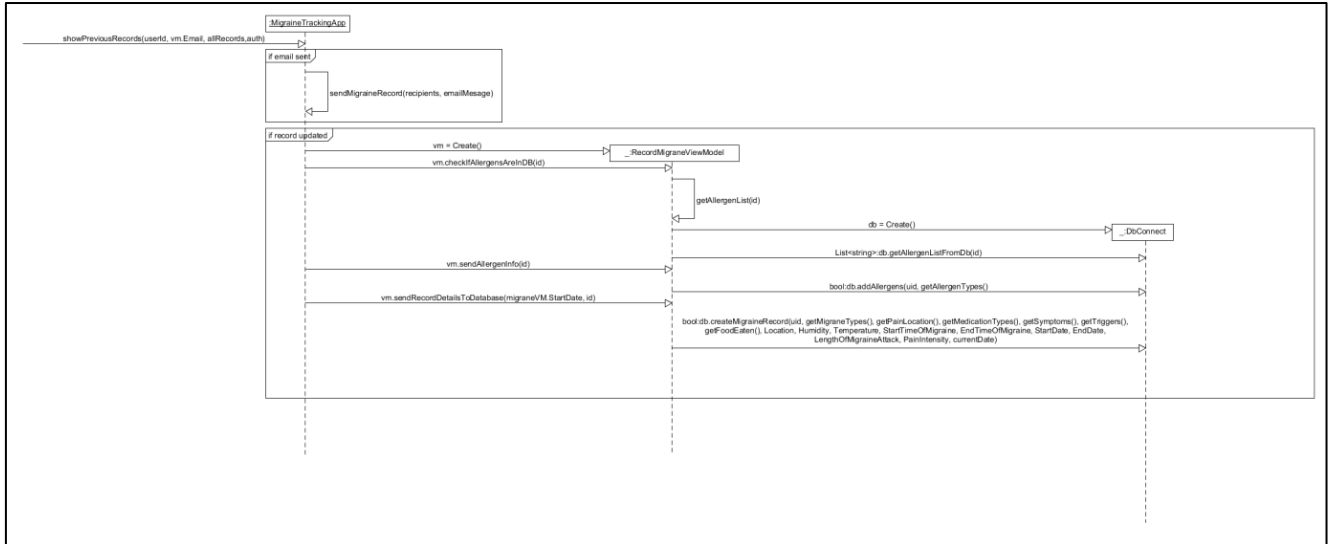 :MigraineTrackingApp
showPreviousRecords(userId, vm.Email, allRecords,auth)
if email sent
sendMigraineRecord(recipients, emailMesage)
if record updated
vm = Create()
_:RecordMigraneViewModel
vm.checkIfAllergensAreInDB(id)
getAllergenList(id)
db = Create()
_:DbConnect
List<string>:db.getAllergenListFromDb(id)
vm.sendAllergenInfo(id)
bool:db.addAllergens(uid, getAllergenTypes()
vm.sendRecordDetailsToDatabase(migraneVM.StartDate, id)
bool:db.createMigraineRecord(uid, getMigraneTypes(), getPainLocation(), getMedicationTypes(), getSymptoms(), getTriggers(),
getFoodEaten(), Location, Humidity, Temperature, StartTimeOfMigraine, EndTimeOfMigraine, StartDate, EndDate,
LengthOfMigraineAttack, PainIntensity, currentDate)